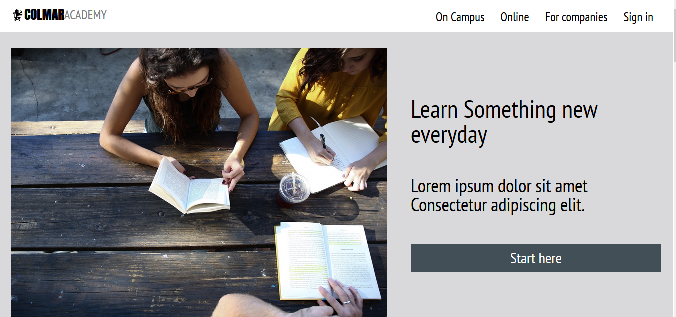 COLMARACADEMY
On Campus
Online
For companies
Sign in
Learn Something new
everyday
Lorem ipsum dolor sit amet
Consectetur adipiscing elit.
Start here